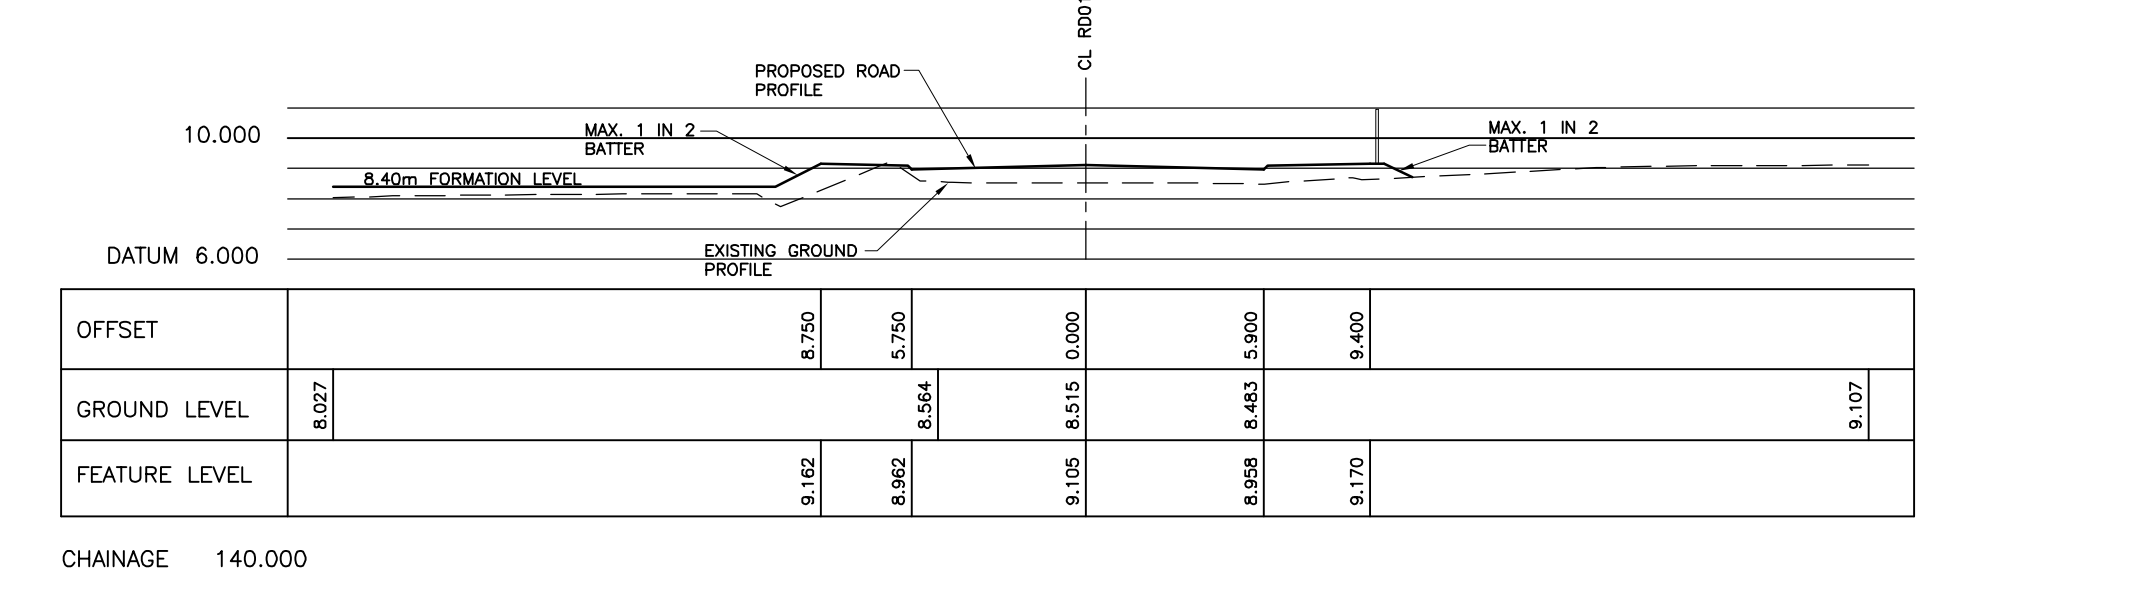 CL RD01
PROPOSED ROAD
PROFILE
10.000
MAX. 1 IN 2
BATTER
MAX. 1 IN 2
BATTER
8.40m FORMATION LEVEL
DATUM 6.000
EXISTING GROUND
PROFILE
OFFSET 8.750 5.750 0.000 5.900 9.400
GROUND LEVEL 8.027 8.564 8.515 8.483 9.107
FEATURE LEVEL 9.162 8.962 9.105 8.958 9.170
CHAINAGE 140.000